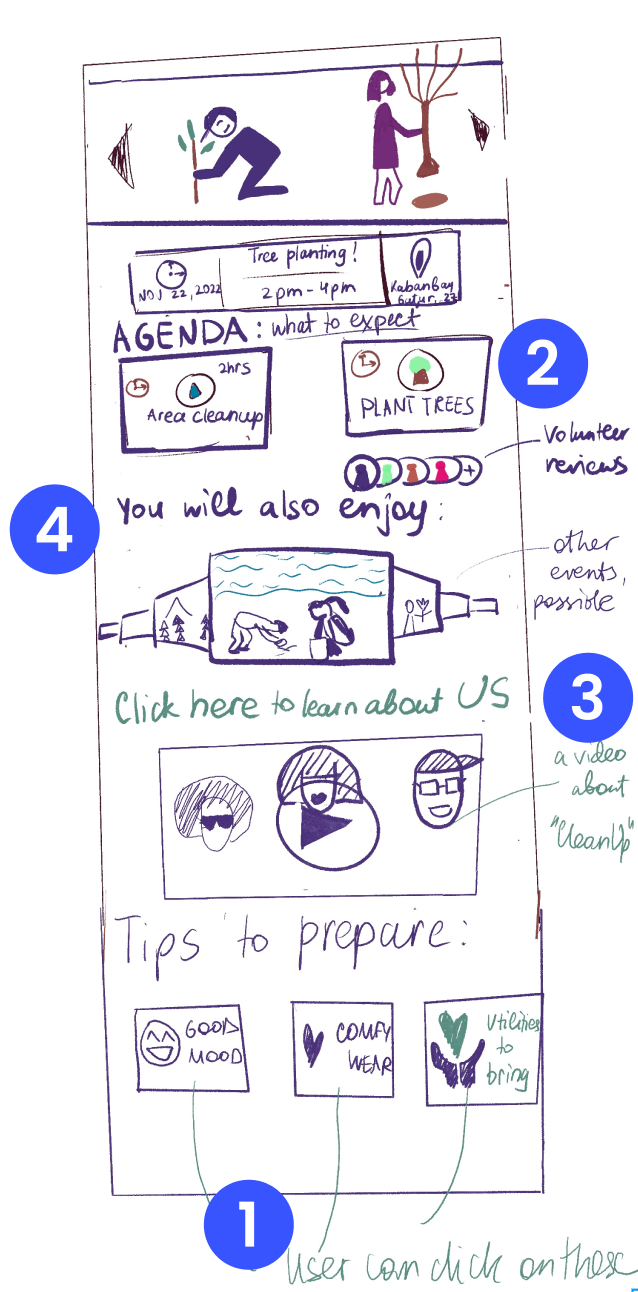 Tree planting!
NOV 22, 2022
2pm - 4pm
KabanBay
AGENDA: what to expect
2hrs
Area cleanup
PLANT TREES
2
Volunteer
reviews
+
4
You will also enjoy:
other
events,
possible
Click here to learn about US
3
a video
about
"CleanUp"
Tips to prepare:
GOOD
MOOD
COMFY
WEAR
Utilities
to
bring
1
user can click on these